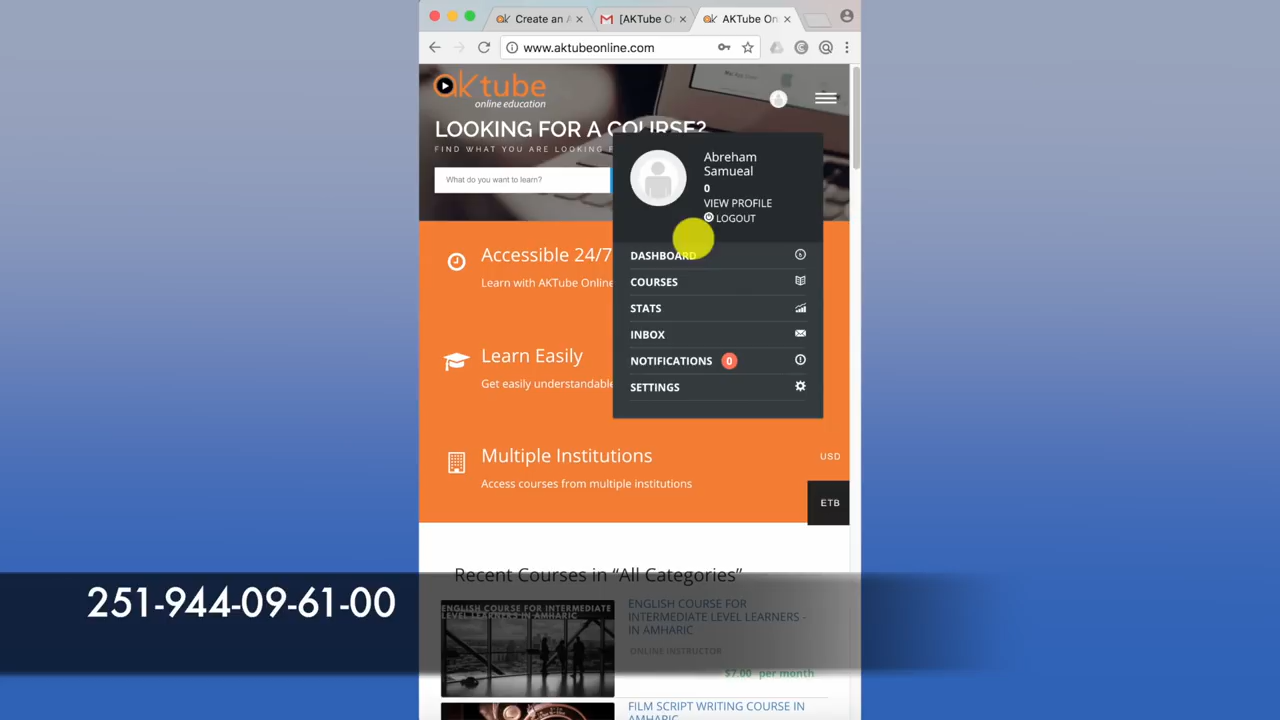 Create an A
[AKTube O
AKTube On
www.aktubeonline.com
aktube
online education
LOOKING FOR A COURSE?
FIND WHAT YOU ARE LOOKING
What do you want to learn?
Abreham
Samueal
0
VIEW PROFILE
LOGOUT
DASHBOARD
COURSES
STATS
INBOX
NOTIFICATIONS 0
SETTINGS
Accessible 24/7
Learn with AKTube Online
Learn Easily
Get easily understandable
Multiple Institutions
Access courses from multiple institutions
USD
ETB
Recent Courses in “All Categories”
ENGLISH COURSE FOR INTERMEDIATE
LEVEL LEARNERS IN AMHARIC
ENGLISH COURSE FOR
INTERMEDIATE LEVEL LEARNERS -
IN AMHARIC
ONLINE INSTRUCTOR
$7.00 per month
FILM SCRIPT WRITING COURSE IN
AMHARIC
251-944-09-61-00